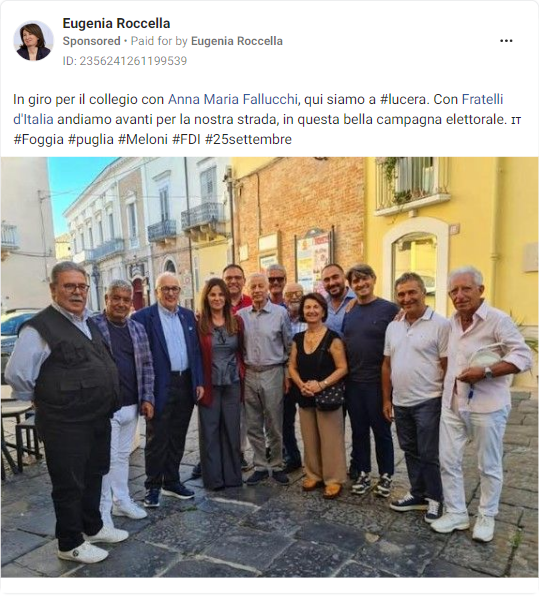 Eugenia Roccella
Sponsored • Paid for by Eugenia Roccella
ID: 2356241261199539
In giro per il collegio con Anna Maria Fallucchi, qui siamo a #lucera. Con Fratelli
d'Italia andiamo avanti per la nostra strada, in questa bella campagna elettorale. IT
#Foggia #puglia #Meloni #FDI #25settembre